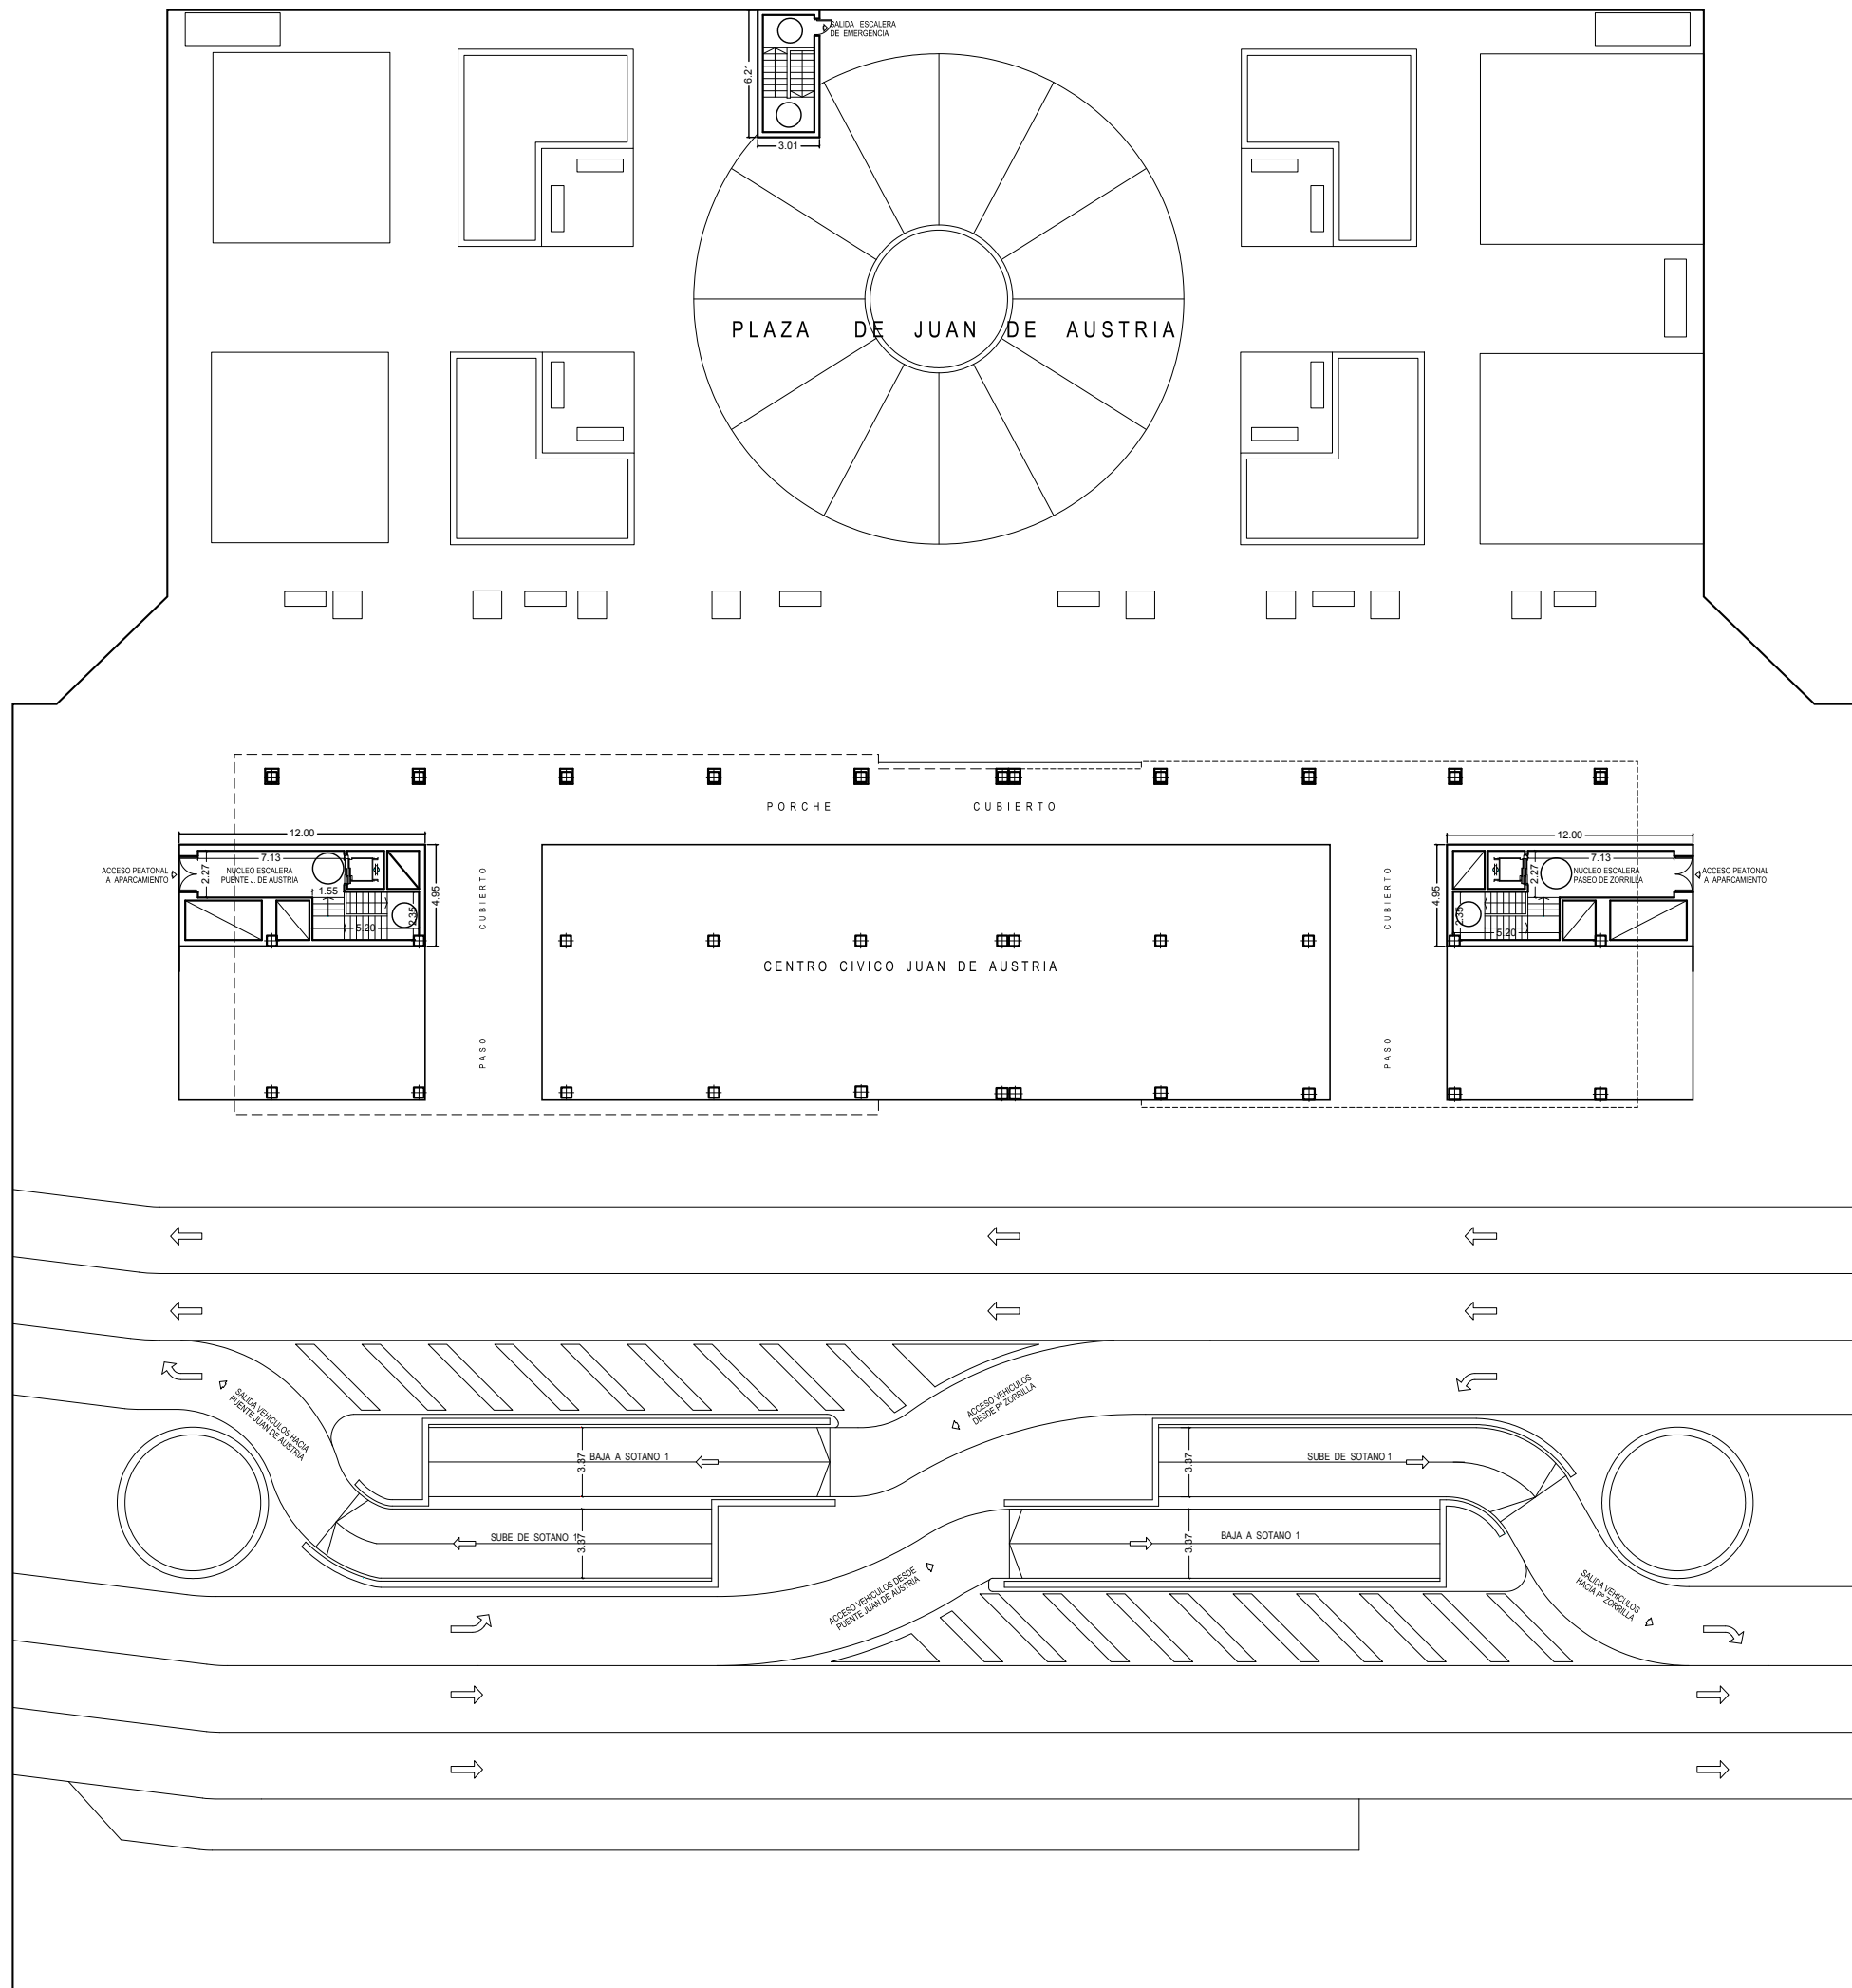 SALIDA ESCALERA
DE EMERGENCIA
6.21
3.01
PLAZA DE JUAN DE AUSTRIA
PORCHE CUBIERTO
12.00
12.00
ACCESO PEATONAL
A APARCAMIENTO
7.13
2.27
NUCLEO ESCALERA
PUENTE J. DE AUSTRIA
1.55
2.35
5.20
4.95
CUBIERTO
PASO
CENTRO CIVICO JUAN DE AUSTRIA
CUBIERTO
PASO
4.95
2.35
5.20
2.27
7.13
NUCLEO ESCALERA
PASEO DE ZORRILLA
ACCESO PEATONAL
A APARCAMIENTO
SALIDA VEHICULOS HACIA
PUENTE JUAN DE AUSTRIA
ACCESO VEHICULOS
DESDE Pº ZORRILLA
BAJA A SOTANO 1
3.37
SUBE DE SOTANO 1
3.37
SUBE DE SOTANO 1
3.37
BAJA A SOTANO 1
3.37
ACCESO VEHICULOS DESDE
PUENTE JUAN DE AUSTRIA
SALIDA VEHICULOS
HACIA Pº ZORRILLA